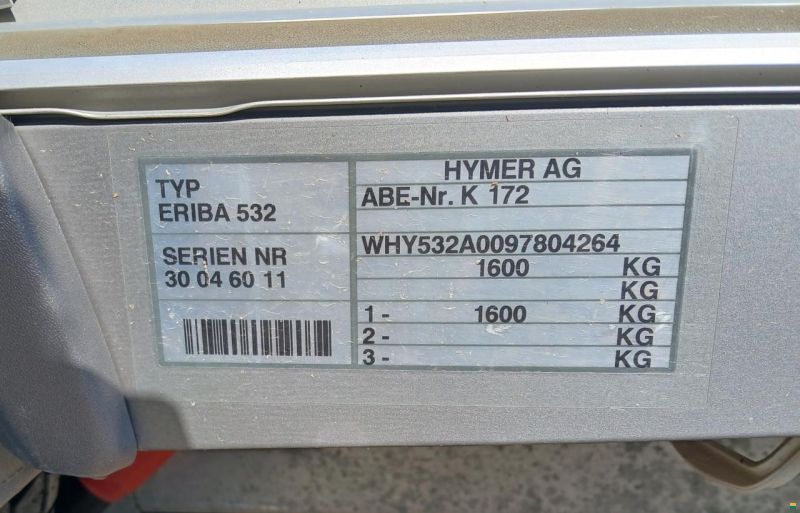 TYP
ERIBA 532
SERIEN NR
30 04 60 11
HYMER AG
ABE-Nr. K 172
WHY532A0097804264
1600 KG
KG
1 - 1600 KG
2 - KG
3 - KG